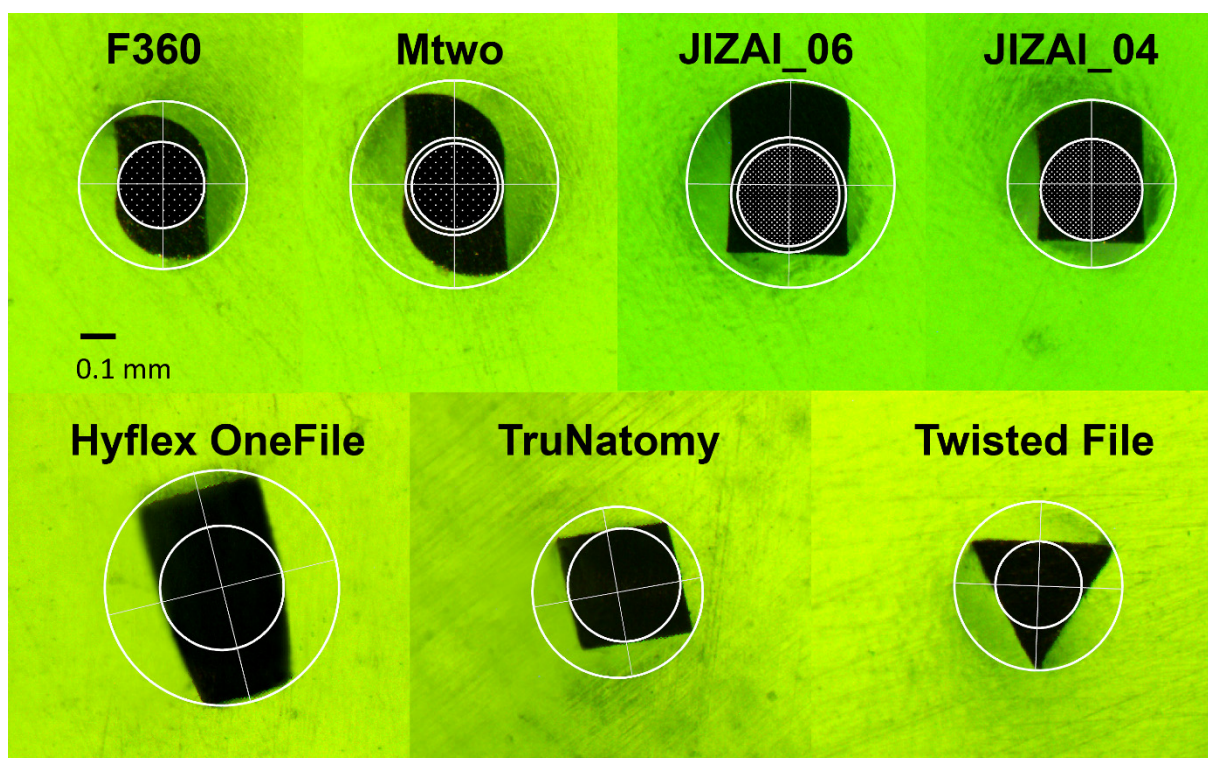 F360
Mtwo
JIZAI_06
JIZAI_04
0.1 mm
Hyflex OneFile
TruNatomy
Twisted File